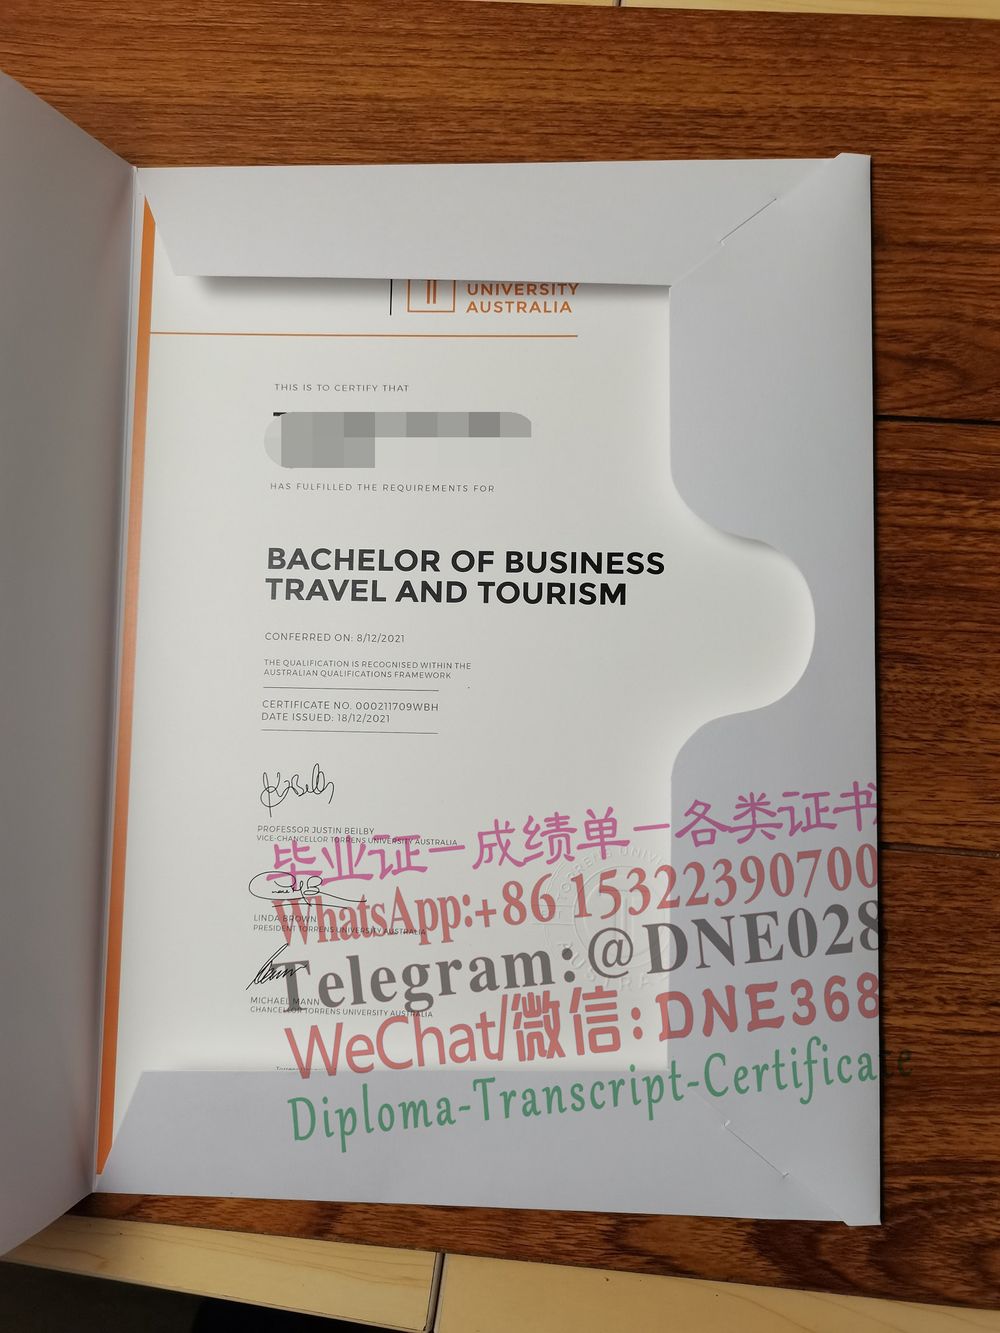 UNIVERSITY
AUSTRALIA
THIS IS TO CERTIFY THAT
HAS FULFILLED THE REQUIREMENTS FOR
BACHELOR OF BUSINESS
TRAVEL AND TOURISM
CONFERRED ON: 8/12/2021
THE QUALIFICATION IS RECOGNISED WITHIN THE
AUSTRALIAN QUALIFICATIONS FRAMEWORK
CERTIFICATE NO. 000211709WBH
DATE ISSUED: 18/12/2021
PROFESSOR JUSTIN BEILBY
VICE-CHANCELLOR TORRENS UNIVERSITY AUSTRALIA
毕业证—成绩单—各类证书
WhatsApp:+86 15322390700
LINDA BROWN
PRESIDENT TORRENS UNIVERSITY AUSTRALIA
Telegram:@DNE028
MICHAEL MANN
CHANCELLOR TORRENS UNIVERSITY AUSTRALIA
WeChat/微信:DNE368
Diploma-Transcript-Certificate